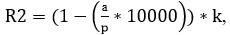 R2 = (1 − (a/p * 10000)) * k,